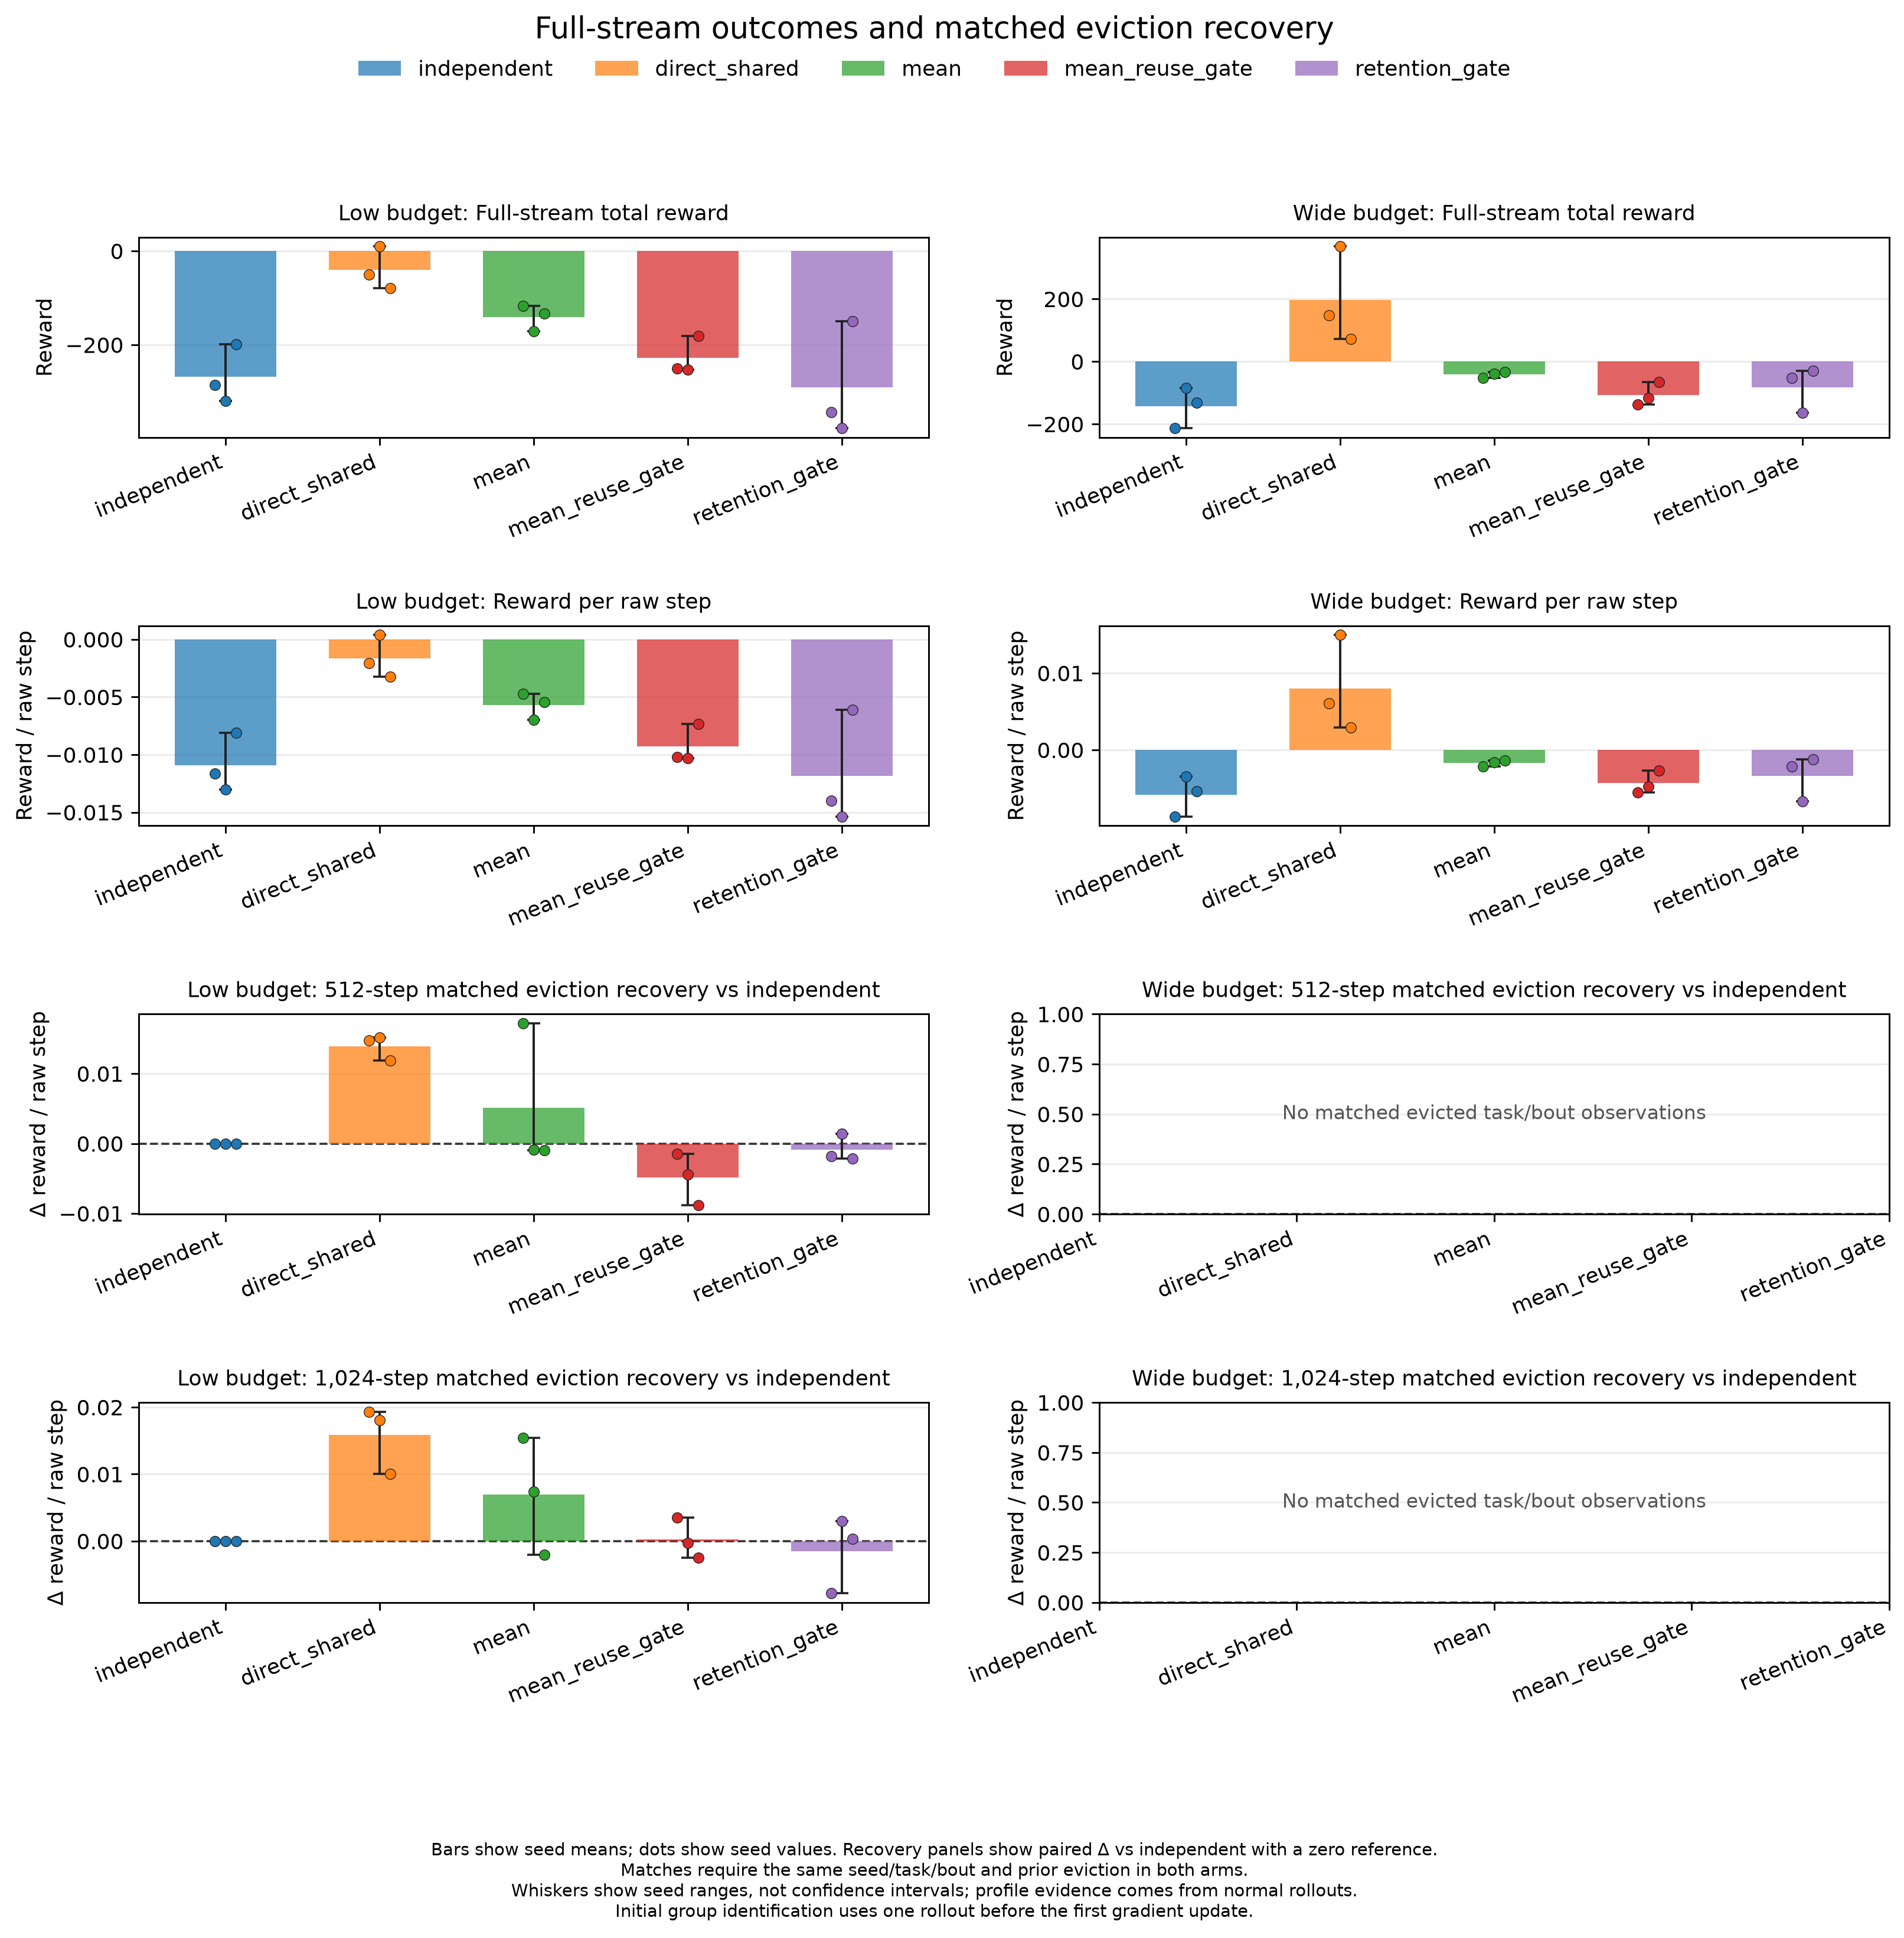 Full-stream outcomes and matched eviction recovery
independent direct_shared mean mean_reuse_gate retention_gate
Low budget: Full-stream total reward
Reward
0
−200
independent
direct_shared
mean
mean_reuse_gate
retention_gate
Wide budget: Full-stream total reward
Reward
200
0
−200
independent
direct_shared
mean
mean_reuse_gate
retention_gate
Low budget: Reward per raw step
Reward / raw step
0.000
−0.005
−0.010
−0.015
independent
direct_shared
mean
mean_reuse_gate
retention_gate
Wide budget: Reward per raw step
Reward / raw step
0.01
0.00
independent
direct_shared
mean
mean_reuse_gate
retention_gate
Low budget: 512-step matched eviction recovery vs independent
Δ reward / raw step
0.01
0.00
−0.01
independent
direct_shared
mean
mean_reuse_gate
retention_gate
Wide budget: 512-step matched eviction recovery vs independent
Δ reward / raw step
1.00
0.75
0.50
0.25
0.00
No matched evicted task/bout observations
independent
direct_shared
mean
mean_reuse_gate
retention_gate
Low budget: 1,024-step matched eviction recovery vs independent
Δ reward / raw step
0.02
0.01
0.00
independent
direct_shared
mean
mean_reuse_gate
retention_gate
Wide budget: 1,024-step matched eviction recovery vs independent
Δ reward / raw step
1.00
0.75
0.50
0.25
0.00
No matched evicted task/bout observations
independent
direct_shared
mean
mean_reuse_gate
retention_gate
Bars show seed means; dots show seed values. Recovery panels show paired Δ vs independent with a zero reference.
Matches require the same seed/task/bout and prior eviction in both arms.
Whiskers show seed ranges, not confidence intervals; profile evidence comes from normal rollouts.
Initial group identification uses one rollout before the first gradient update.